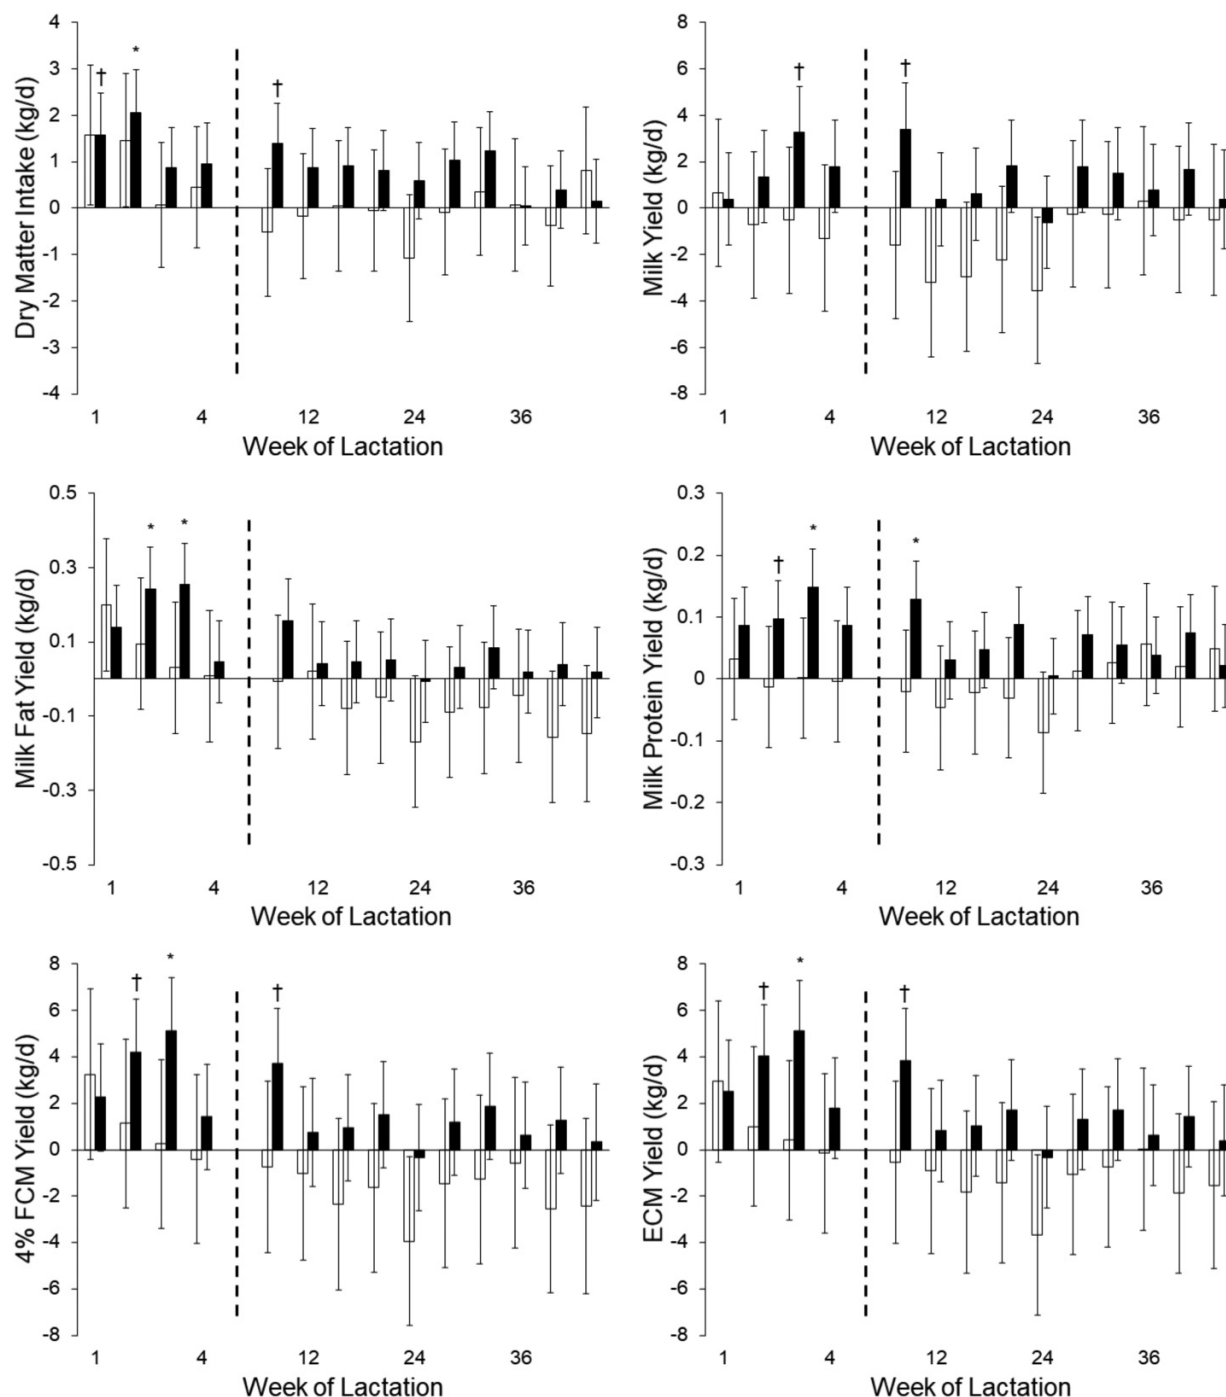 Dry Matter Intake (kg/d)
4
3
2
1
0
-1
-2
-3
-4
† * †
1 4 12 24 36
Week of Lactation
Milk Yield (kg/d)
8
6
4
2
0
-2
-4
-6
-8
† †
1 4 12 24 36
Week of Lactation
Milk Fat Yield (kg/d)
0.5
0.3
0.1
-0.1
-0.3
-0.5
* *
1 4 12 24 36
Week of Lactation
Milk Protein Yield (kg/d)
0.3
0.2
0.1
0
-0.1
-0.2
-0.3
† * *
1 4 12 24 36
Week of Lactation
4% FCM Yield (kg/d)
8
6
4
2
0
-2
-4
-6
-8
† * †
1 4 12 24 36
Week of Lactation
ECM Yield (kg/d)
8
6
4
2
0
-2
-4
-6
-8
† * †
1 4 12 24 36
Week of Lactation